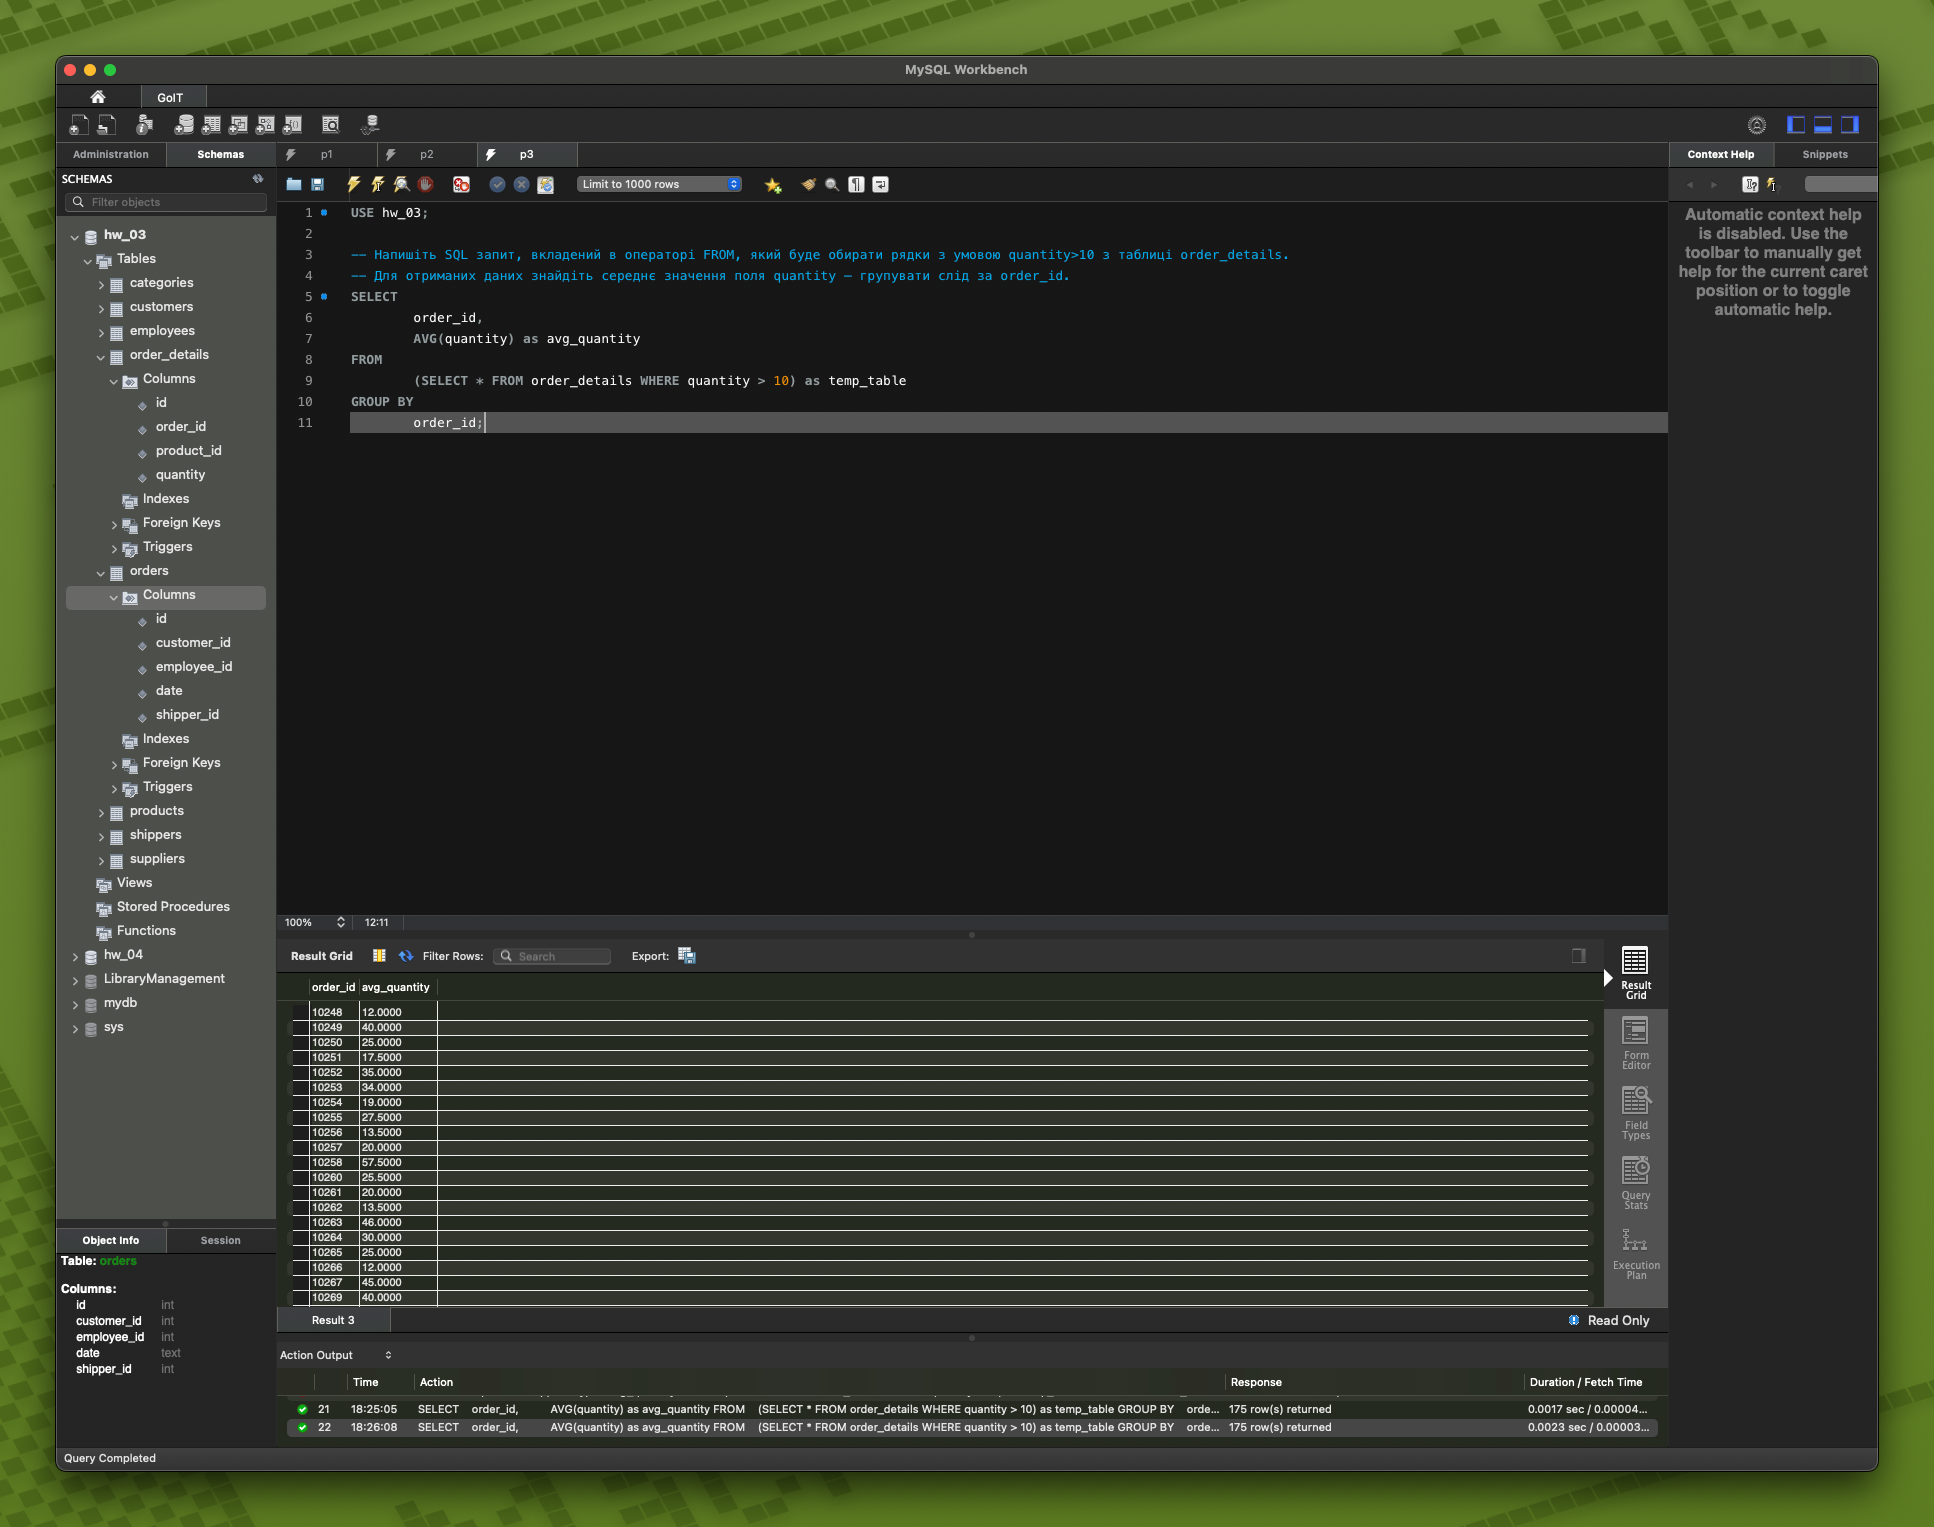 MySQL Workbench
GoIT
Administration
Schemas
p1
p2
p3
Context Help
Snippets
SCHEMAS
Filter objects
hw_03
Tables
categories
customers
employees
order_details
Columns
id
order_id
product_id
quantity
Indexes
Foreign Keys
Triggers
orders
Columns
id
customer_id
employee_id
date
shipper_id
Indexes
Foreign Keys
Triggers
products
shippers
suppliers
Views
Stored Procedures
Functions
hw_04
LibraryManagement
mydb
sys
Object Info
Session
Table: orders
Columns:
id int
customer_id int
employee_id int
date text
shipper_id int
Limit to 1000 rows
1 USE hw_03;
2
3 -- Напишіть SQL запит, вкладений в операторі FROM, який буде обирати рядки з умовою quantity>10 з таблиці order_details.
4 -- Для отриманих даних знайдіть середнє значення поля quantity — групувати слід за order_id.
5 SELECT
6 order_id,
7 AVG(quantity) as avg_quantity
8 FROM
9 (SELECT * FROM order_details WHERE quantity > 10) as temp_table
10 GROUP BY
11 order_id;
Automatic context help
is disabled. Use the
toolbar to manually get
help for the current caret
position or to toggle
automatic help.
100%
12:11
Result Grid
Filter Rows:
Search
Export:
order_id avg_quantity
10248 12.0000
10249 40.0000
10250 25.0000
10251 17.5000
10252 35.0000
10253 34.0000
10254 19.0000
10255 27.5000
10256 13.5000
10257 20.0000
10258 57.5000
10260 25.5000
10261 20.0000
10262 13.5000
10263 46.0000
10264 30.0000
10265 25.0000
10266 12.0000
10267 45.0000
10269 40.0000
Result
Grid
Form
Editor
Field
Types
Query
Stats
Execution
Plan
Result 3
Read Only
Action Output
Time Action Response Duration / Fetch Time
21 18:25:05 SELECT order_id, AVG(quantity) as avg_quantity FROM (SELECT * FROM order_details WHERE quantity > 10) as temp_table GROUP BY orde... 175 row(s) returned 0.0017 sec / 0.00004...
22 18:26:08 SELECT order_id, AVG(quantity) as avg_quantity FROM (SELECT * FROM order_details WHERE quantity > 10) as temp_table GROUP BY orde... 175 row(s) returned 0.0023 sec / 0.00003...
Query Completed